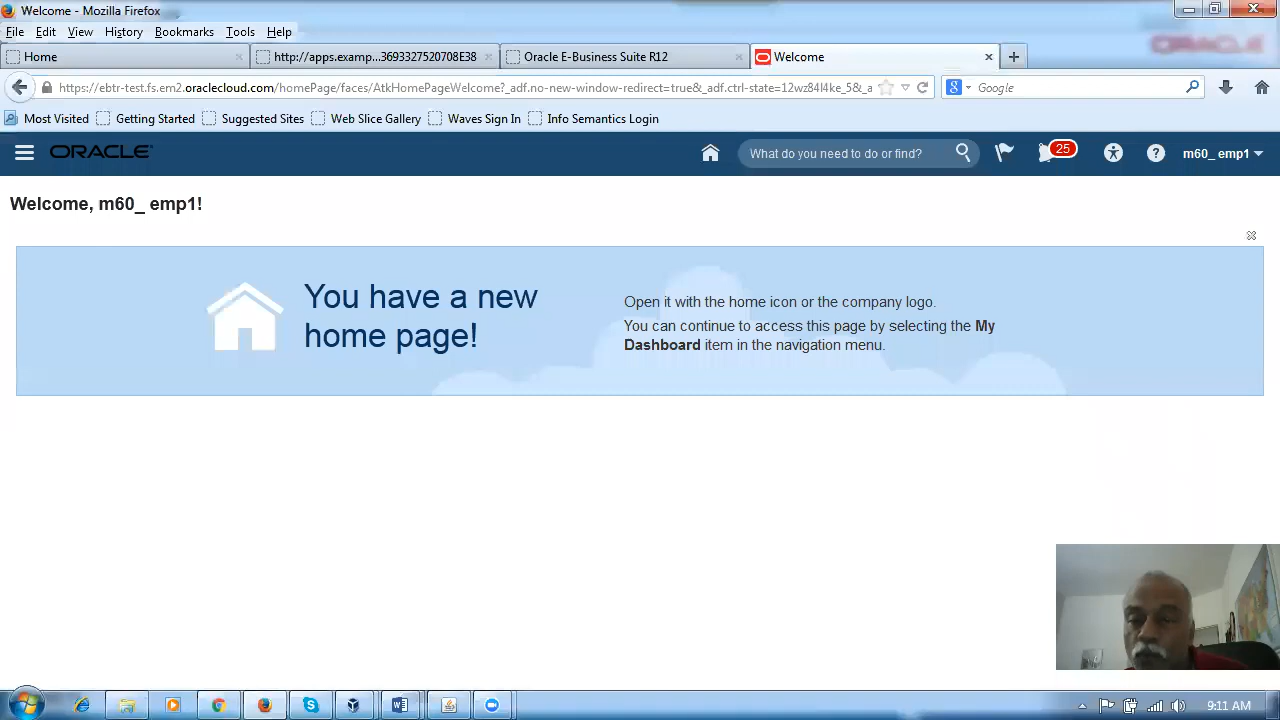 Welcome - Mozilla Firefox
File Edit View History Bookmarks Tools Help
Home http://apps.examp...3693327520708E38 Oracle E-Business Suite R12 Welcome
https://ebtr-test.fs.em2.oraclecloud.com/homePage/faces/AtkHomePageWelcome?_adf.no-new-window-redirect=true&_adf.ctrl-state=12wz84l4ke_5&_a Google
Most Visited Getting Started Suggested Sites Web Slice Gallery Waves Sign In Info Semantics Login
ORACLE What do you need to do or find? 25 m60_ emp1
Welcome, m60_ emp1!
You have a new
home page!
Open it with the home icon or the company logo.
You can continue to access this page by selecting the My
Dashboard item in the navigation menu.
9:11 AM